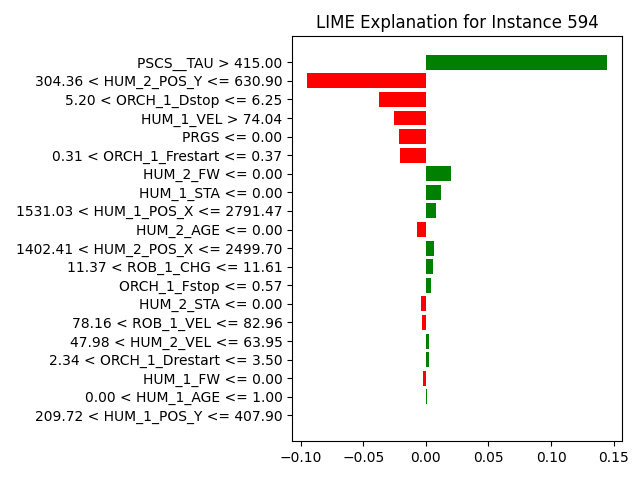 LIME Explanation for Instance 594
PSCS__TAU > 415.00
304.36 < HUM_2_POS_Y <= 630.90
5.20 < ORCH_1_Dstop <= 6.25
HUM_1_VEL > 74.04
PRGS <= 0.00
0.31 < ORCH_1_Frestart <= 0.37
HUM_2_FW <= 0.00
HUM_1_STA <= 0.00
1531.03 < HUM_1_POS_X <= 2791.47
HUM_2_AGE <= 0.00
1402.41 < HUM_2_POS_X <= 2499.70
11.37 < ROB_1_CHG <= 11.61
ORCH_1_Fstop <= 0.57
HUM_2_STA <= 0.00
78.16 < ROB_1_VEL <= 82.96
47.98 < HUM_2_VEL <= 63.95
2.34 < ORCH_1_Drestart <= 3.50
HUM_1_FW <= 0.00
0.00 < HUM_1_AGE <= 1.00
209.72 < HUM_1_POS_Y <= 407.90
−0.10 −0.05 0.00 0.05 0.10 0.15